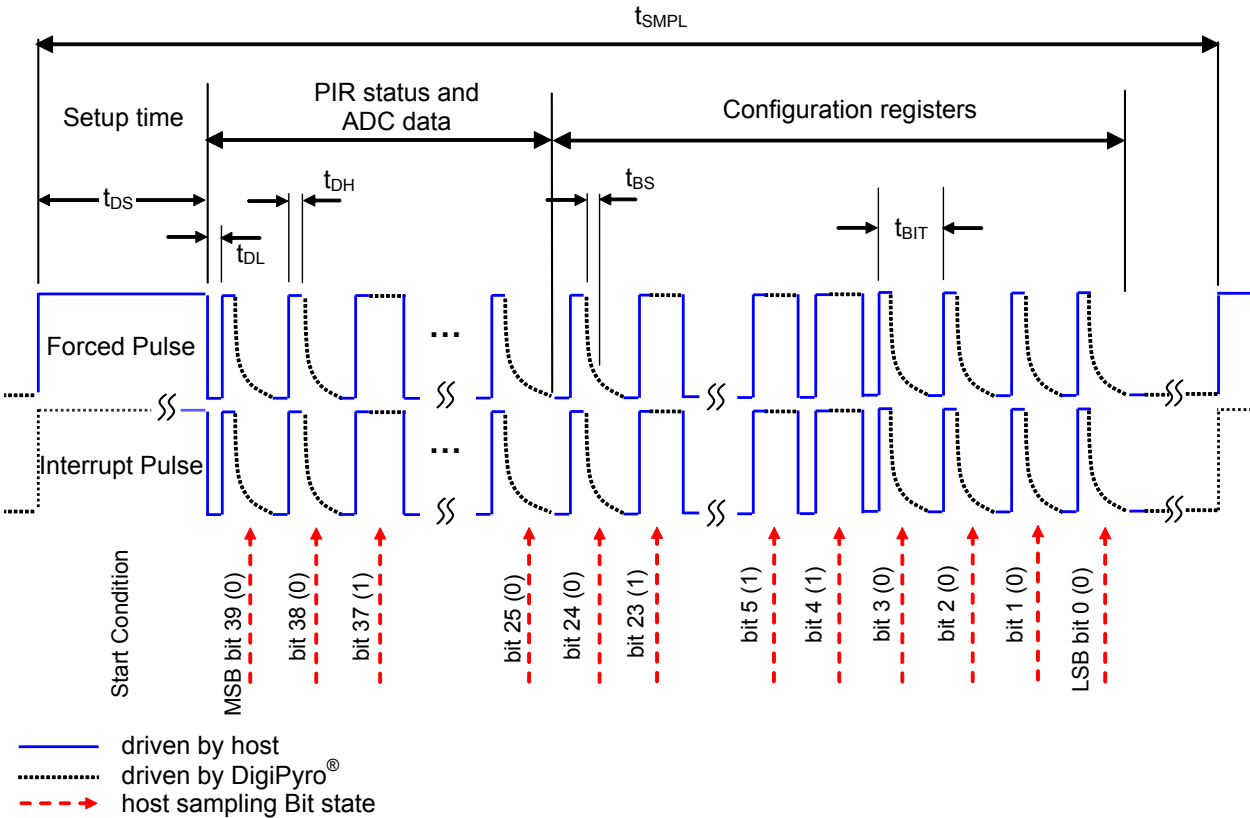 tSMPL
Setup time
PIR status and
ADC data
Configuration registers
tDS
tDH
tBS
tBIT
tDL
Forced Pulse
...
Interrupt Pulse
...
Start Condition
MSB bit 39 (0)
bit 38 (0)
bit 37 (1)
bit 25 (0)
bit 24 (0)
bit 23 (1)
bit 5 (1)
bit 4 (1)
bit 3 (0)
bit 2 (0)
bit 1 (0)
LSB bit 0 (0)
driven by host
driven by DigiPyro®
host sampling Bit state